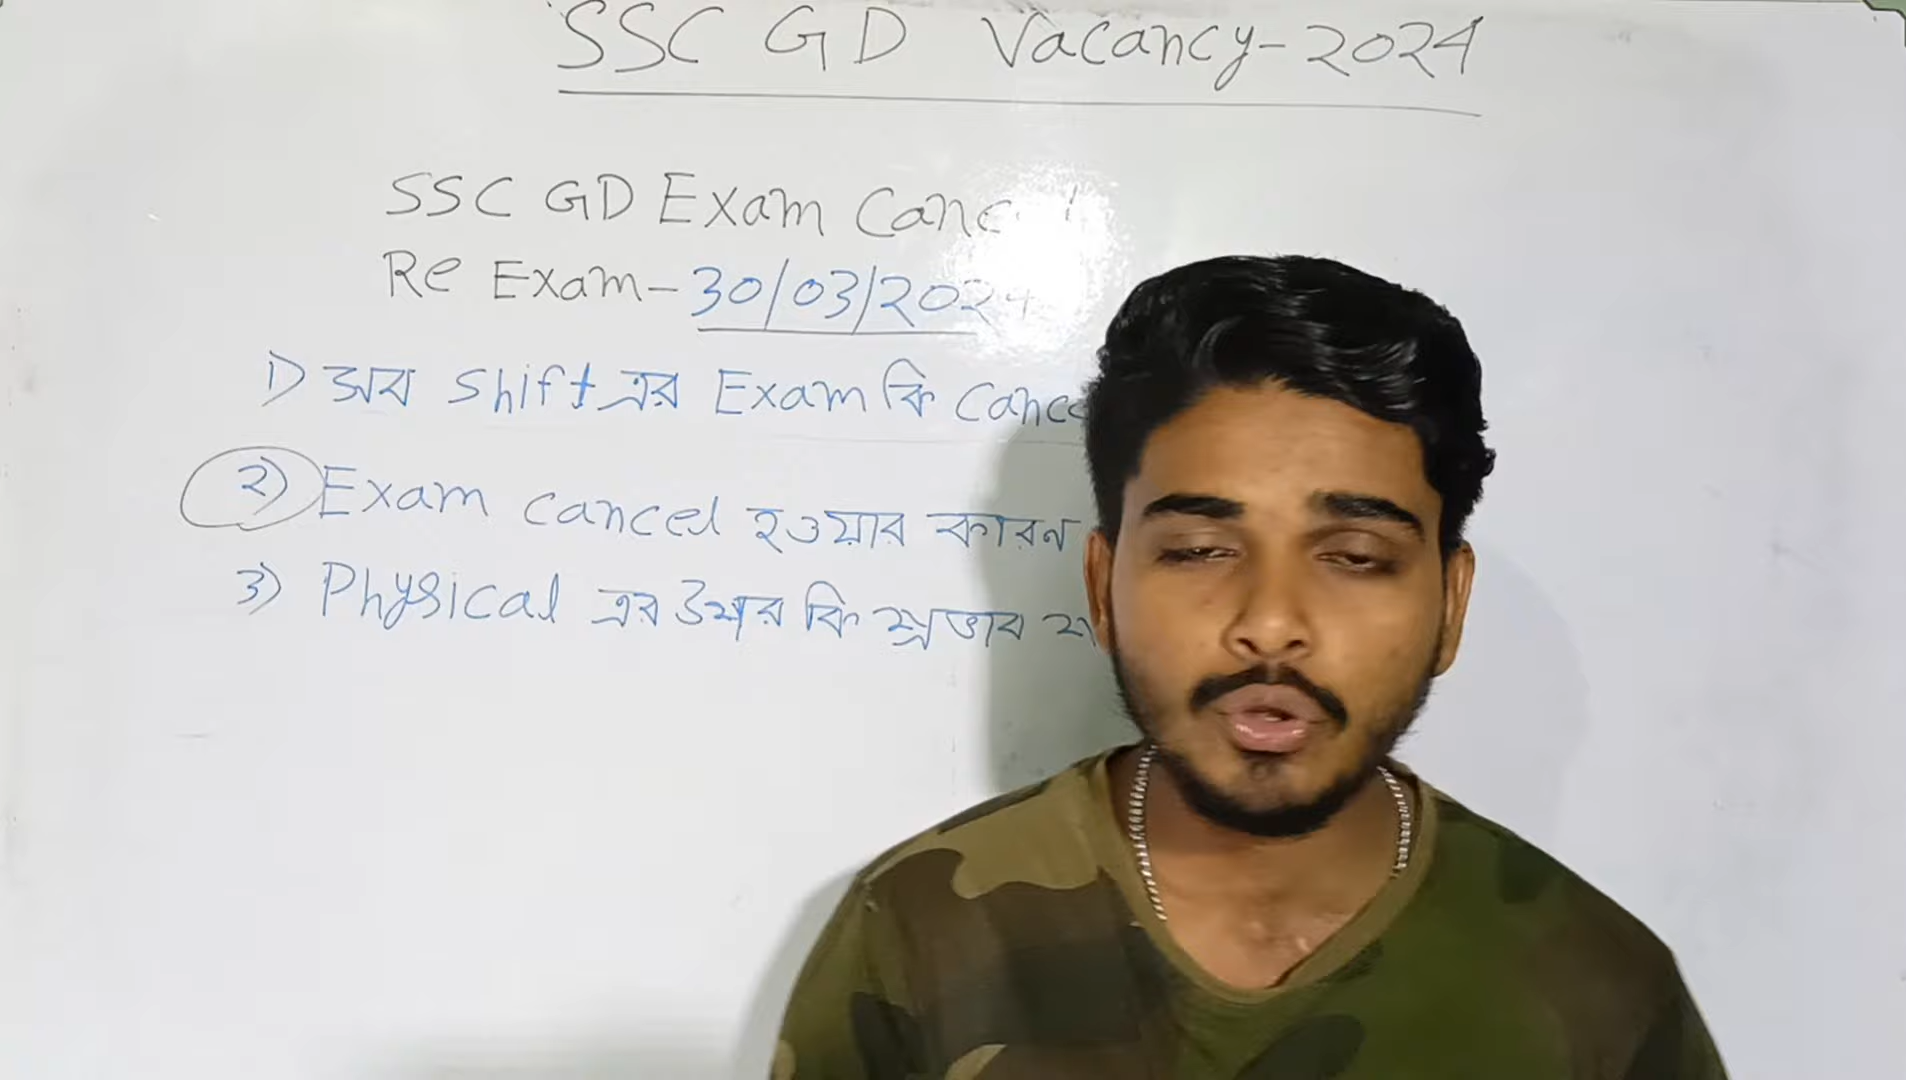 SSC GD Vacancy-2024
SSC GD Exam
Re Exam-30/03/2024
1) সব Shift এর Exam কি
২) Exam cancel হওয়ার কারন
3) Physical এর উপর কি প্রভাব